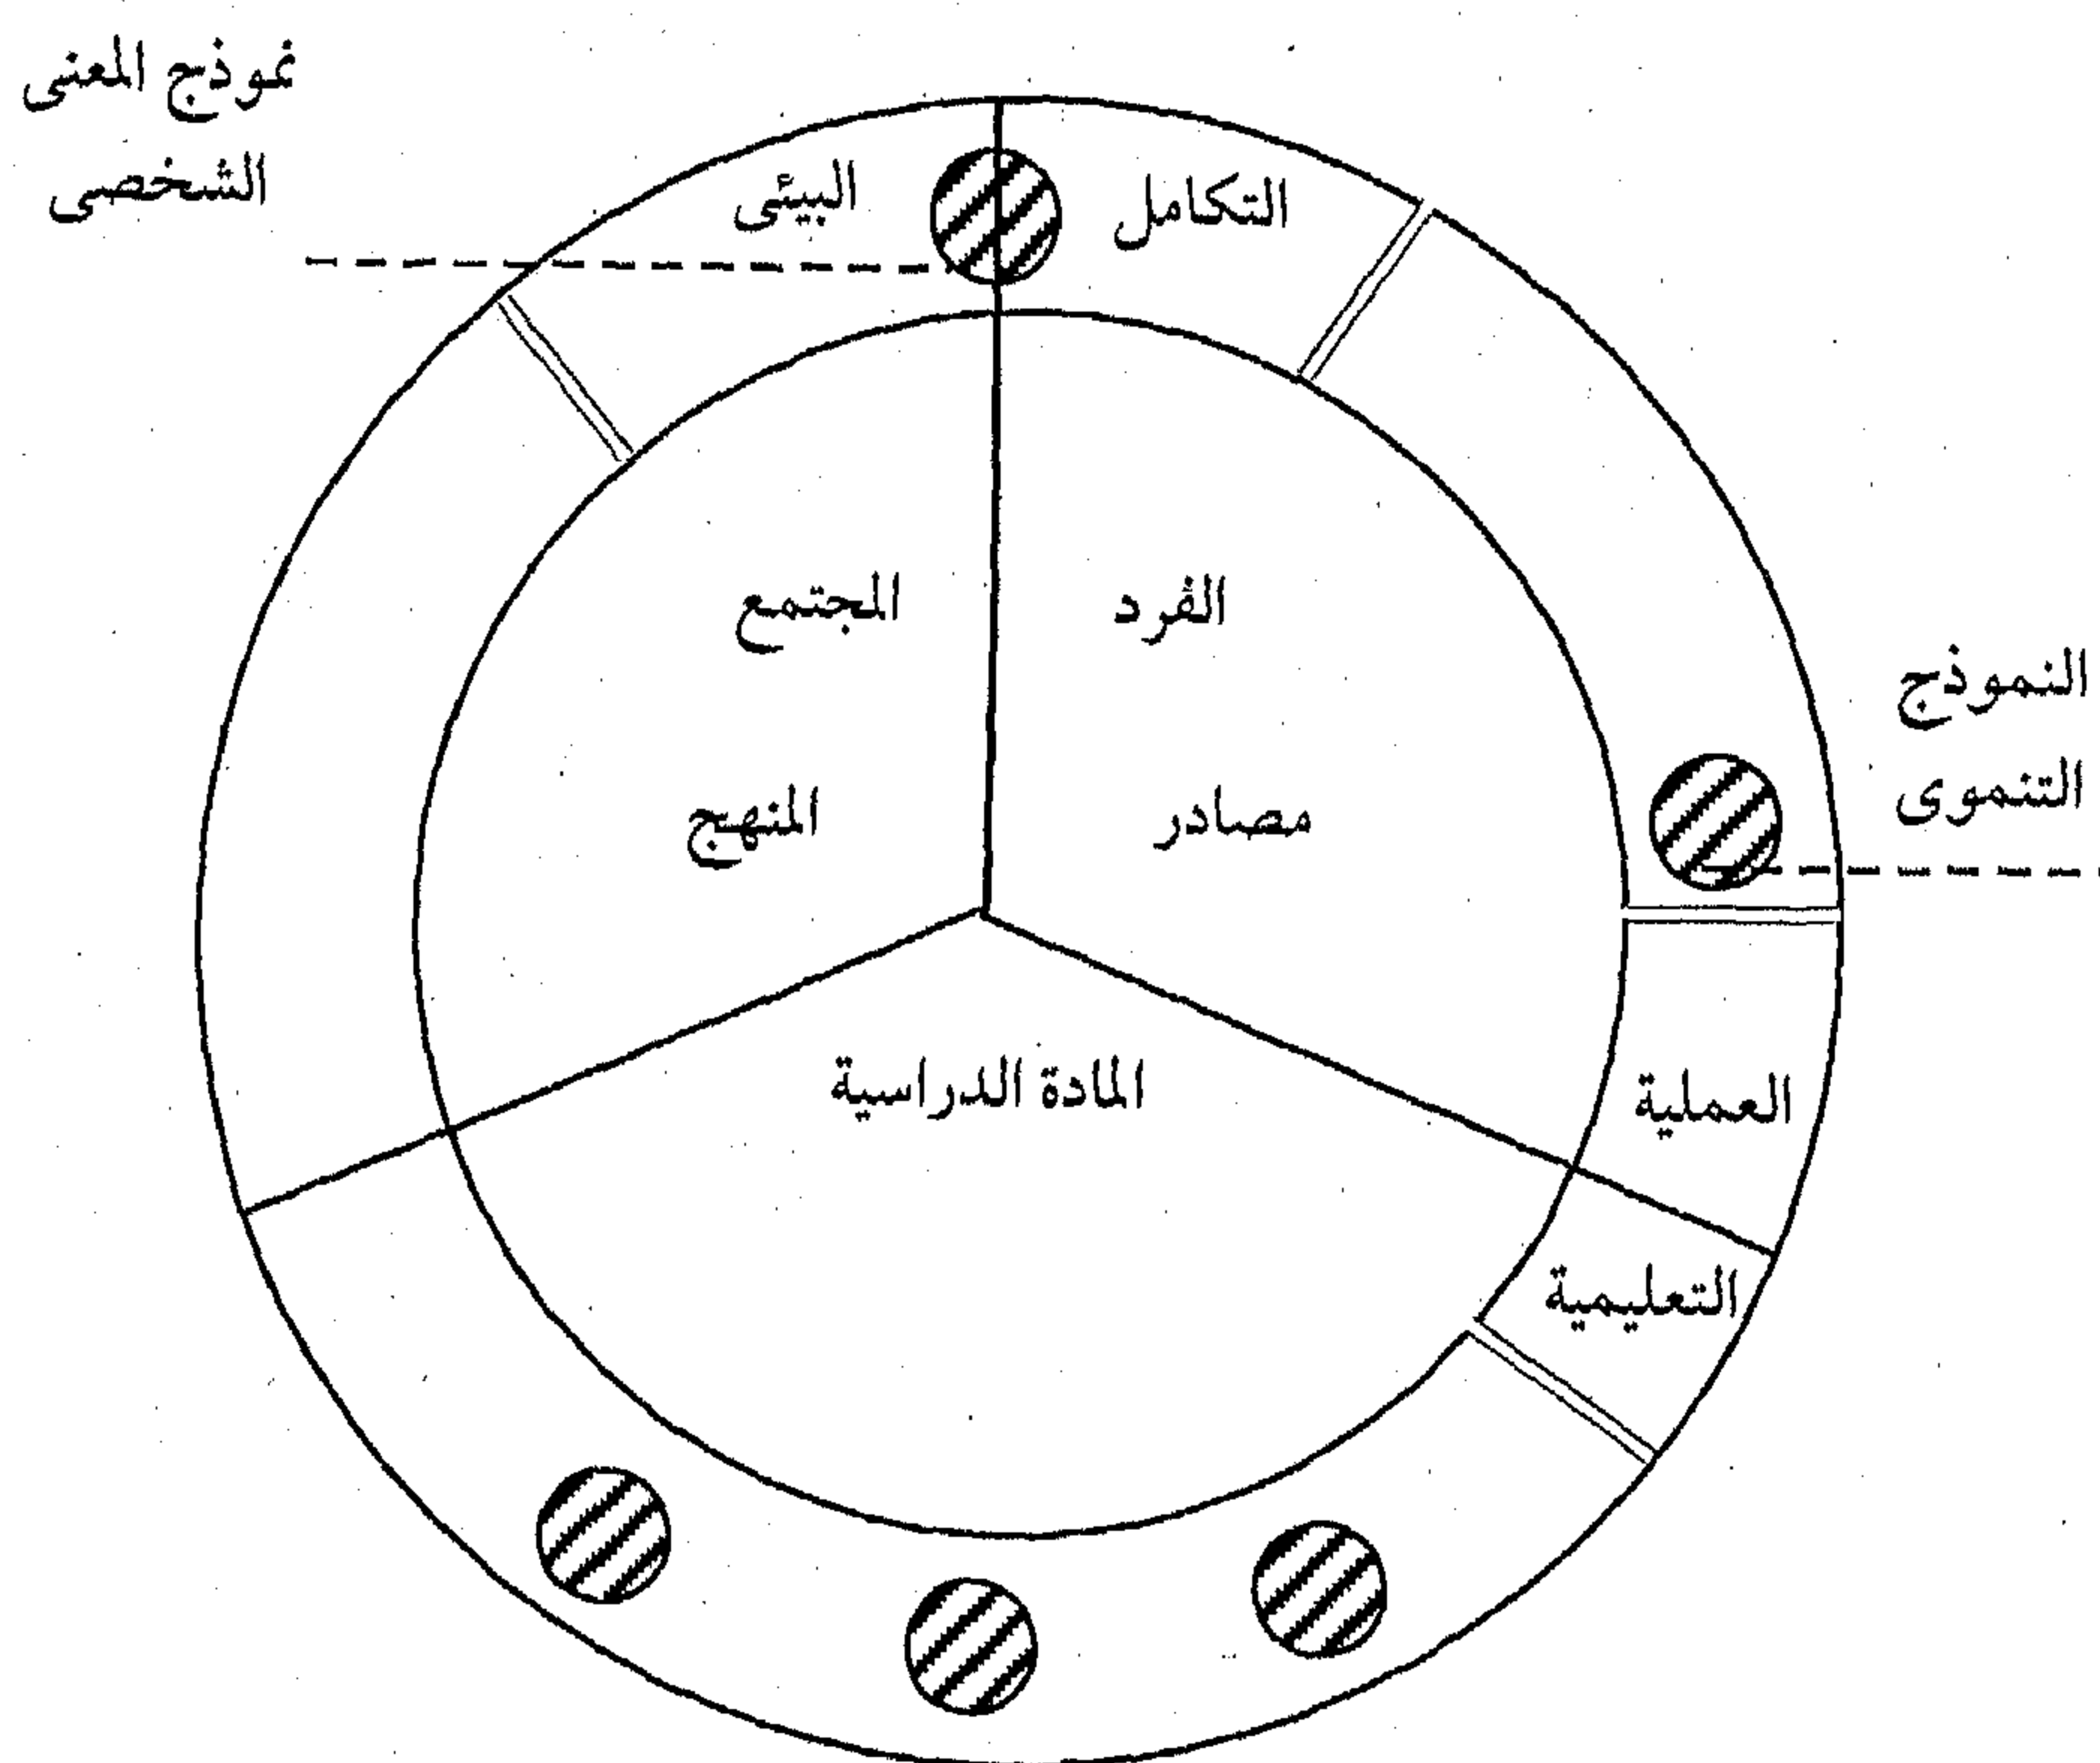 نموذج المعنى
الشخصى
التكامل
البيئى
الفرد
المجتمع
النموذج
التنموى
مصادر
المنهج
المادة الدراسية
العملية
التعليمية